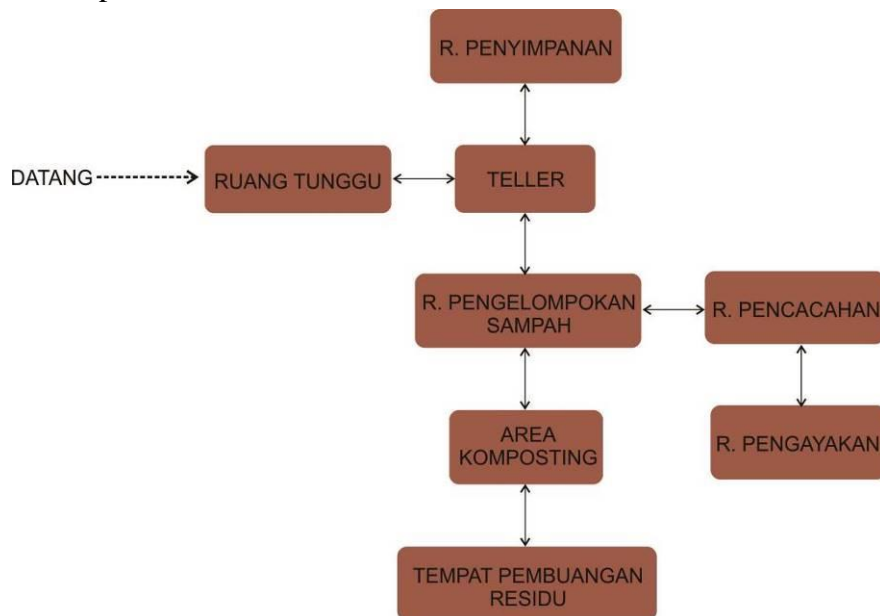 R. PENYIMPANAN
DATANG
RUANG TUNGGU
TELLER
R. PENGELOMPOKAN
SAMPAH
R. PENCACAHAN
AREA
KOMPOSTING
R. PENGAYAKAN
TEMPAT PEMBUANGAN
RESIDU